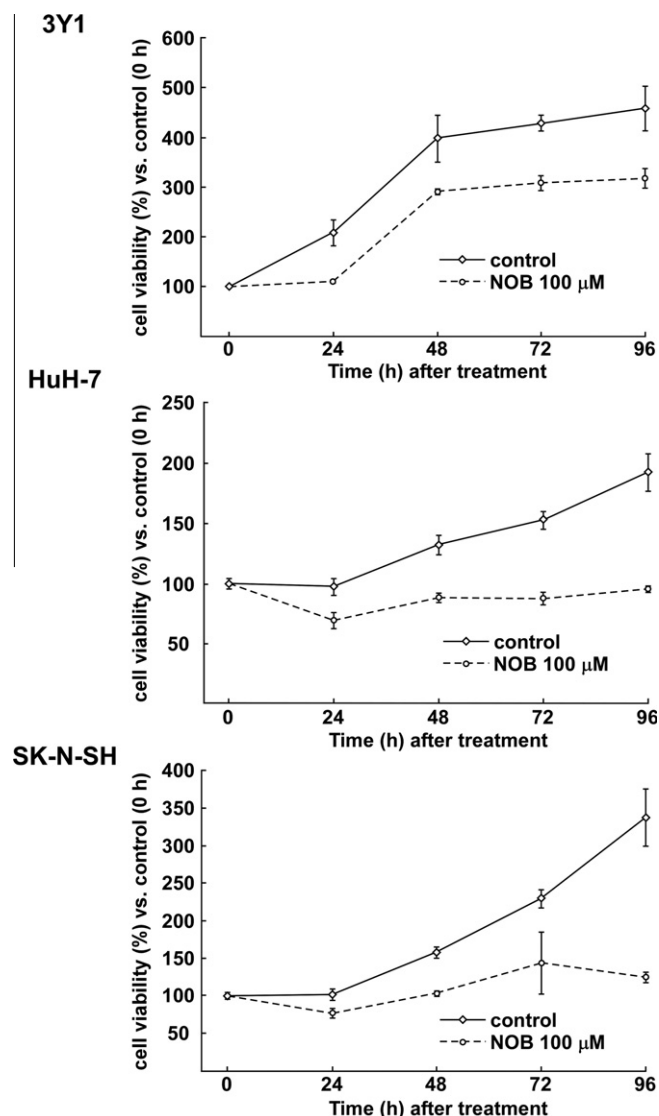 3Y1
cell viability (%) vs. control (0 h)
600
500
400
300
200
100
control
NOB 100 μM
0 24 48 72 96
Time (h) after treatment
HuH-7
cell viability (%) vs. control (0 h)
250
200
150
100
50
control
NOB 100 μM
0 24 48 72 96
Time (h) after treatment
SK-N-SH
cell viability (%) vs. control (0 h)
400
350
300
250
200
150
100
50
control
NOB 100 μM
0 24 48 72 96
Time (h) after treatment